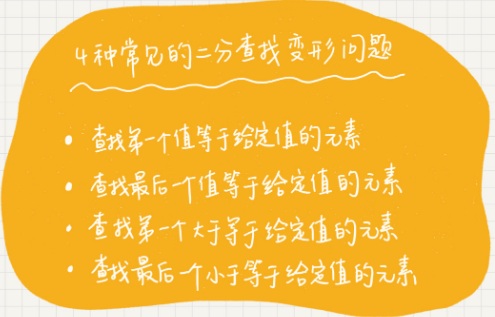 4种常见的二分查找变形问题
查找第一个值等于给定值的元素
查找最后一个值等于给定值的元素
查找第一个大于等于给定值的元素
查找最后一个小于等于给定值的元素